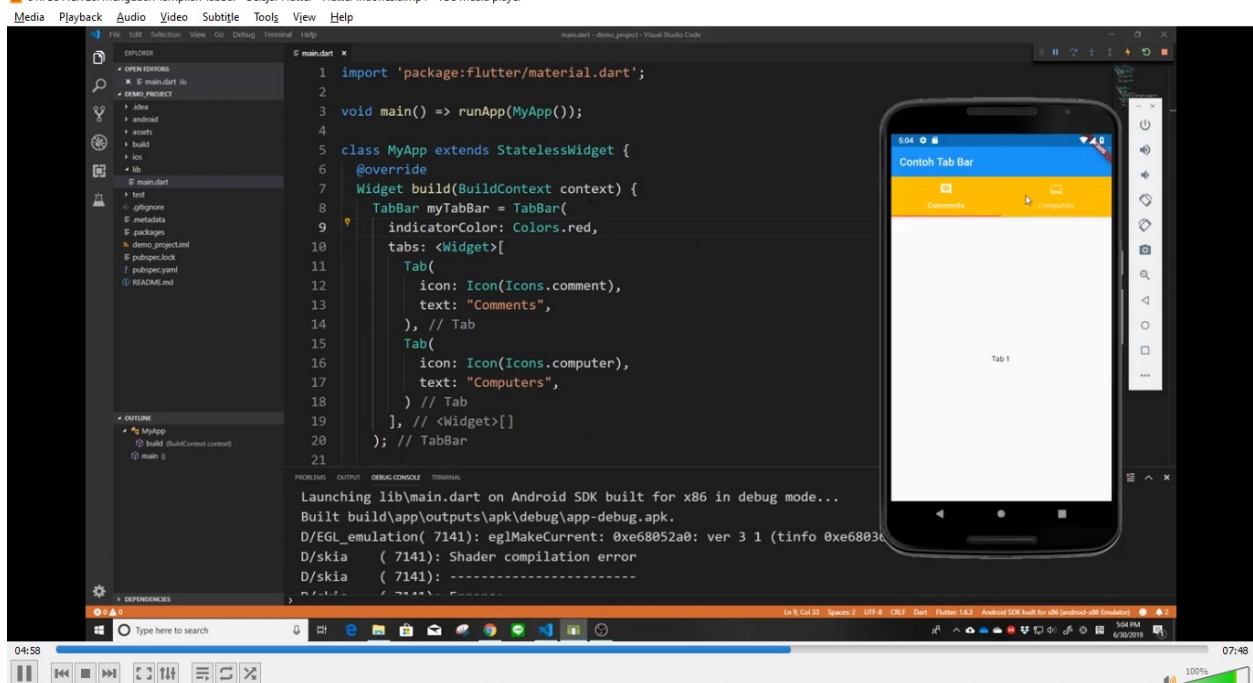 Media Playback Audio Video Subtitle Tools View Help
File Edit Selection View Go Debug Terminal Help
main.dart - demo_project - Visual Studio Code
EXPLORER
OPEN EDITORS
main.dart lib
DEMO_PROJECT
.idea
android
assets
build
ios
lib
main.dart
test
.gitignore
.metadata
.packages
demo_project.iml
pubspec.lock
pubspec.yaml
README.md
OUTLINE
MyApp
build (BuildContext context)
main ()
DEPENDENCIES
main.dart
1 import 'package:flutter/material.dart';
2
3 void main() => runApp(MyApp());
4
5 class MyApp extends StatelessWidget {
6 @override
7 Widget build(BuildContext context) {
8 TabBar myTabBar = TabBar(
9 indicatorColor: Colors.red,
10 tabs: <Widget>[
11 Tab(
12 icon: Icon(Icons.comment),
13 text: "Comments",
14 ), // Tab
15 Tab(
16 icon: Icon(Icons.computer),
17 text: "Computers",
18 ) // Tab
19 ], // <Widget>[]
20 ); // TabBar
21
PROBLEMS OUTPUT DEBUG CONSOLE TERMINAL
Launching lib\main.dart on Android SDK built for x86 in debug mode...
Built build\app\outputs\apk\debug\app-debug.apk.
D/EGL_emulation( 7141): eglMakeCurrent: 0xe68052a0: ver 3 1 (tinfo
D/skia ( 7141): Shader compilation error
D/skia ( 7141): ------------------------
5:04
Contoh Tab Bar
Comments Computers
Tab 1
0 0
Ln 9, Col 33 Spaces: 2 UTF-8 CRLF Dart Flutter: 1.6.3 Android SDK built for x86 (android-x86 Emulator) 2
Type here to search
5:04 PM
6/30/2019
04:58
07:48
100%